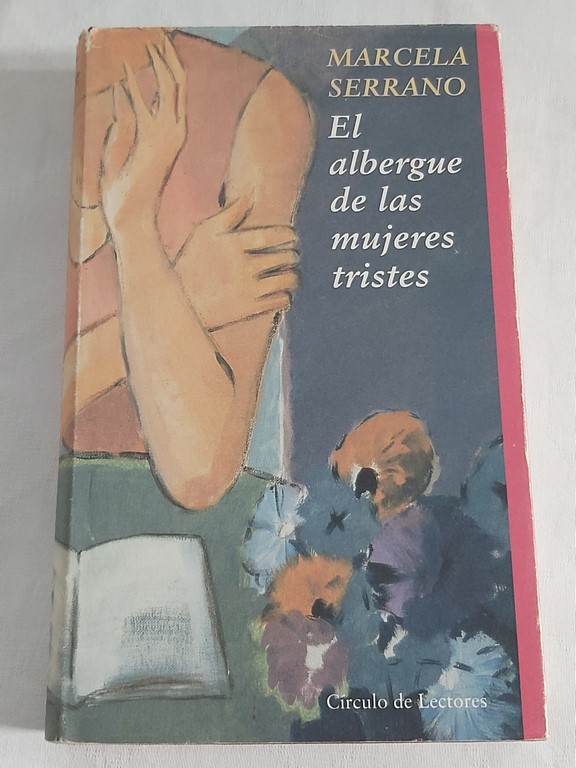 MARCELA
SERRANO
El
albergue
de las
mujeres
tristes
Círculo de Lectores